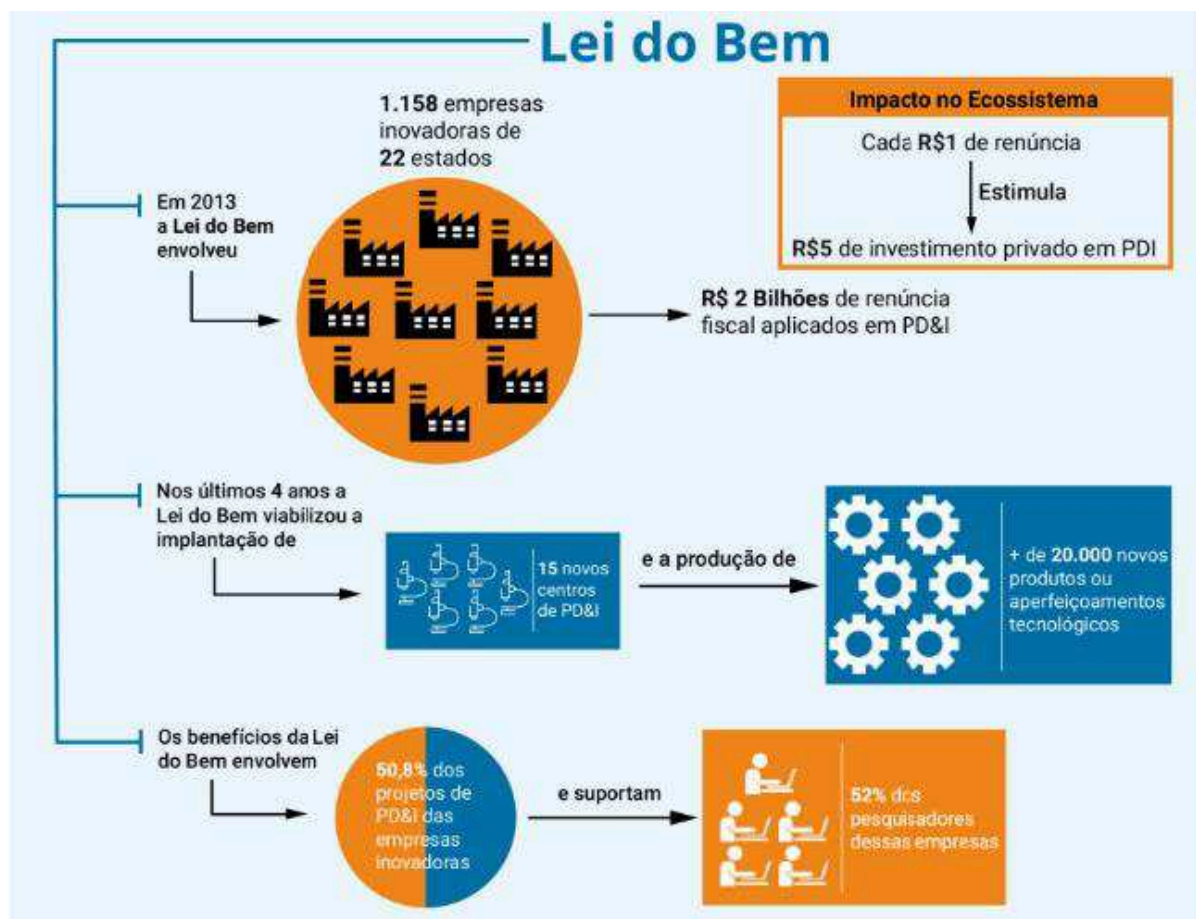 Lei do Bem
1.158 empresas
inovadoras de
22 estados
Impacto no Ecossistema
Cada R$1 de renúncia
Estimula
R$5 de investimento privado em PDI
Em 2013
a Lei do Bem
envolveu
R$ 2 Bilhões de renúncia
fiscal aplicados em PD&I
Nos últimos 4 anos a
Lei do Bem viabilizou a
implantação de
15 novos
centros
de PD&I
e a produção de
+ de 20.000 novos
produtos ou
aperfeiçoamentos
tecnológicos
Os benefícios da Lei
do Bem envolvem
50,8% dos
projetos de
PD&I das
empresas
inovadoras
e suportam
52% dos
pesquisadores
dessas empresas